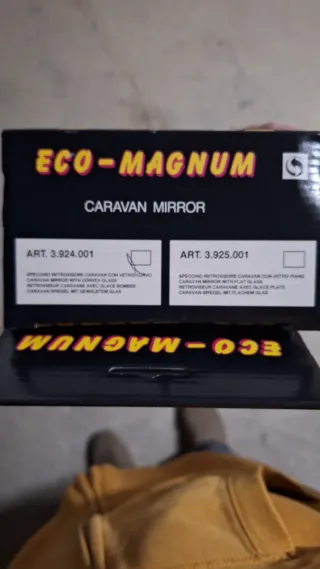 ECO-MAGNUM
CARAVAN MIRROR
ART. 3.924.001
SPECCHIO RETROVISORE CARAVAN CON VETRO CURVO
CARAVAN MIRROR WITH CONVEX GLASS
RETROVISEUR CARAVANE AVEC GLACE BOMBEE
CARAVAN SPIEGEL MIT GEWÖLBTEM GLAS
ART. 3.925.001
SPECCHIO RETROVISORE CARAVAN CON VETRO PIANO
CARAVAN MIRROR WITH FLAT GLASS
RETROVISEUR CARAVANE AVEC GLACE PLATE
CARAVAN SPIEGEL MIT FLACHEM GLAS
ECO-MAGNUM